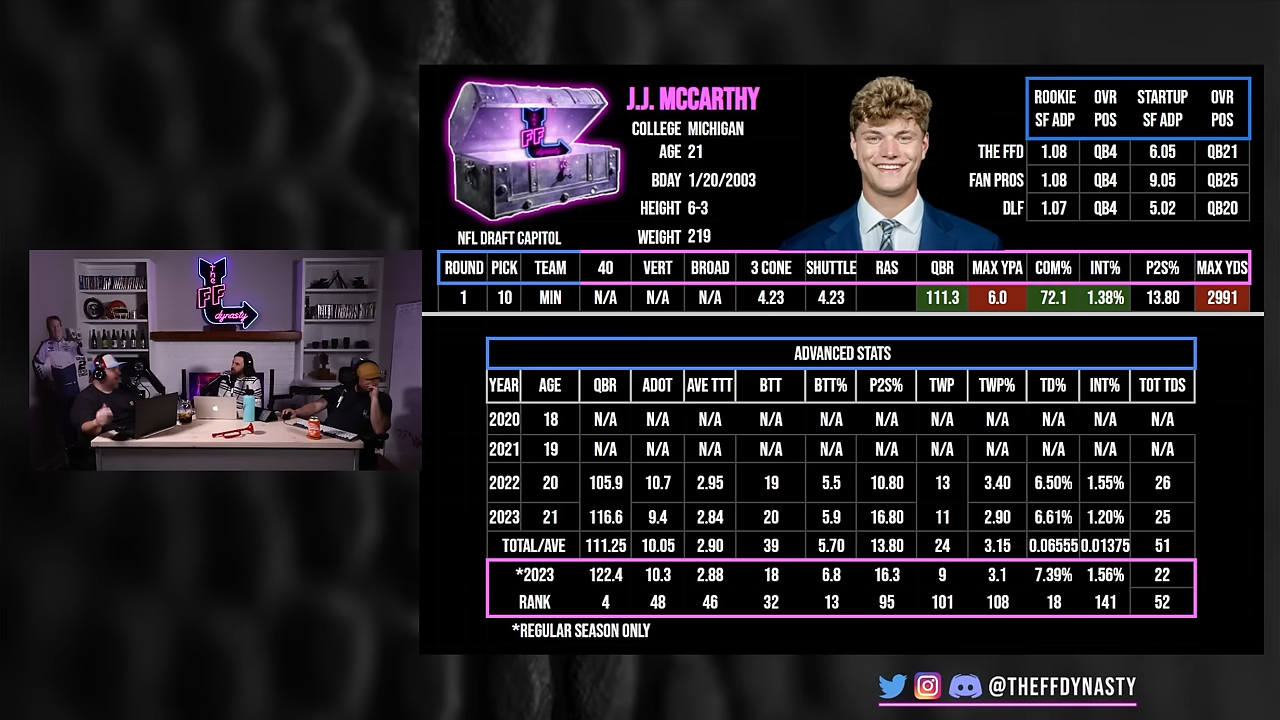 J.J. MCCARTHY
COLLEGE MICHIGAN
AGE 21
BDAY 1/20/2003
HEIGHT 6-3
WEIGHT 219
FF
NFL DRAFT CAPITOL
ROOKIE SF ADP OVR POS STARTUP SF ADP OVR POS
THE FFD 1.08 QB4 6.05 QB21
FAN PROS 1.08 QB4 9.05 QB25
DLF 1.07 QB4 5.02 QB20
ROUND PICK TEAM 40 VERT BROAD 3 CONE SHUTTLE RAS QBR MAX YPA COM% INT% P2S% MAX YDS
1 10 MIN N/A N/A N/A 4.23 4.23 111.3 6.0 72.1 1.38% 13.80 2991
The
FF
dynasty
ADVANCED STATS
YEAR AGE QBR ADOT AVE TTT BTT BTT% P2S% TWP TWP% TD% INT% TOT TDS
2020 18 N/A N/A N/A N/A N/A N/A N/A N/A N/A N/A N/A
2021 19 N/A N/A N/A N/A N/A N/A N/A N/A N/A N/A N/A
2022 20 105.9 10.7 2.95 19 5.5 10.80 13 3.40 6.50% 1.55% 26
2023 21 116.6 9.4 2.84 20 5.9 16.80 11 2.90 6.61% 1.20% 25
TOTAL/AVE 111.25 10.05 2.90 39 5.70 13.80 24 3.15 0.06555 0.01375 51
*2023 122.4 10.3 2.88 18 6.8 16.3 9 3.1 7.39% 1.56% 22
RANK 4 48 46 32 13 95 101 108 18 141 52
*REGULAR SEASON ONLY
@THEFFDYNASTY